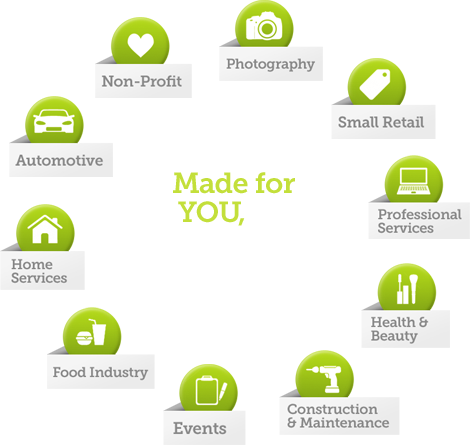 Photography
Non-Profit
Small Retail
Automotive
Made for
YOU,
Professional
Services
Home
Services
Health &
Beauty
Food Industry
Construction
& Maintenance
Events